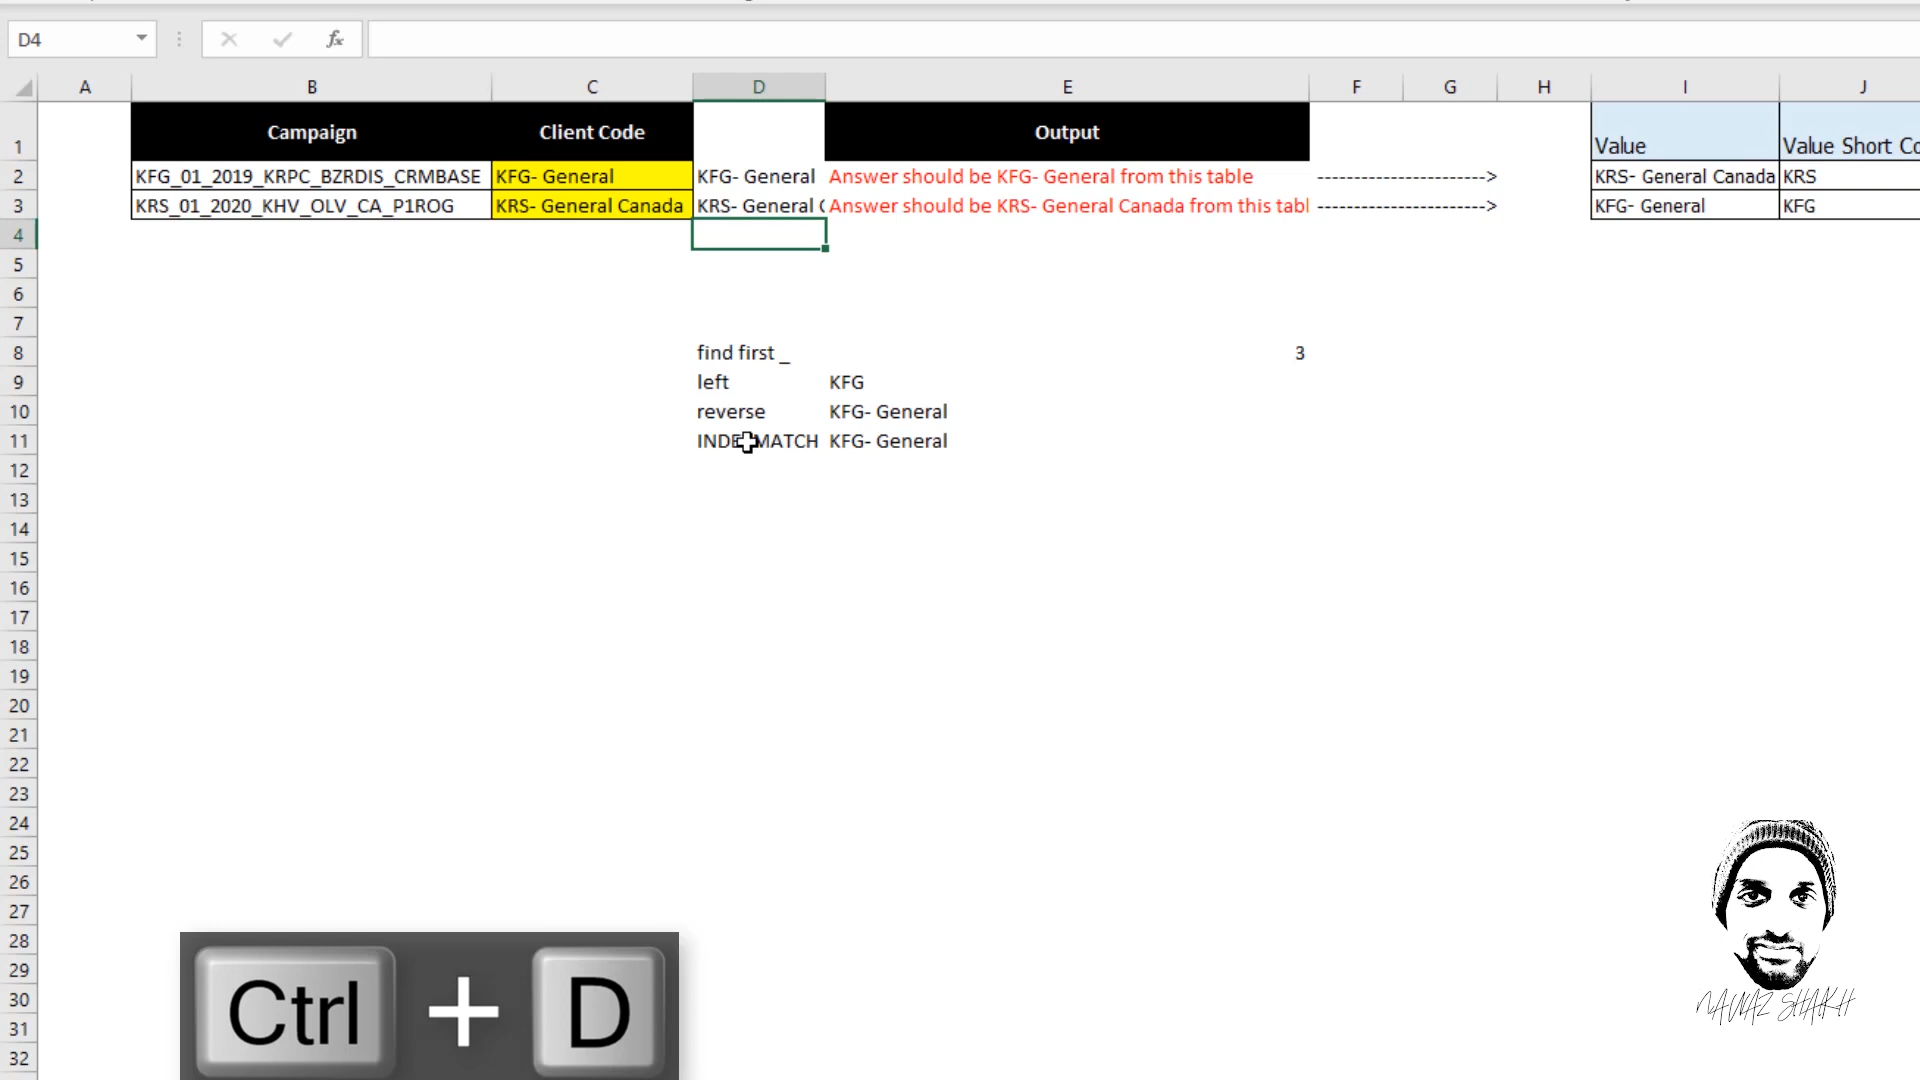 D4
fx
A B C D E F G H I J
1 Campaign Client Code Output Value Value Short Co
2 KFG_01_2019_KRPC_BZRDIS_CRMBASE KFG- General KFG- General Answer should be KFG- General from this table ----------------------> KRS- General Canada KRS
3 KRS_01_2020_KHV_OLV_CA_P1ROG KRS- General Canada KRS- General Answer should be KRS- General Canada from this tabl ----------------------> KFG- General KFG
4
5
6
7
8 find first _ 3
9 left KFG
10 reverse KFG- General
11 INDE MATCH KFG- General
12
13
14
15
16
17
18
19
20
21
22
23
24
25
26
27
28
29
30
31
32
Ctrl + D
NAWAZ SHAIKH